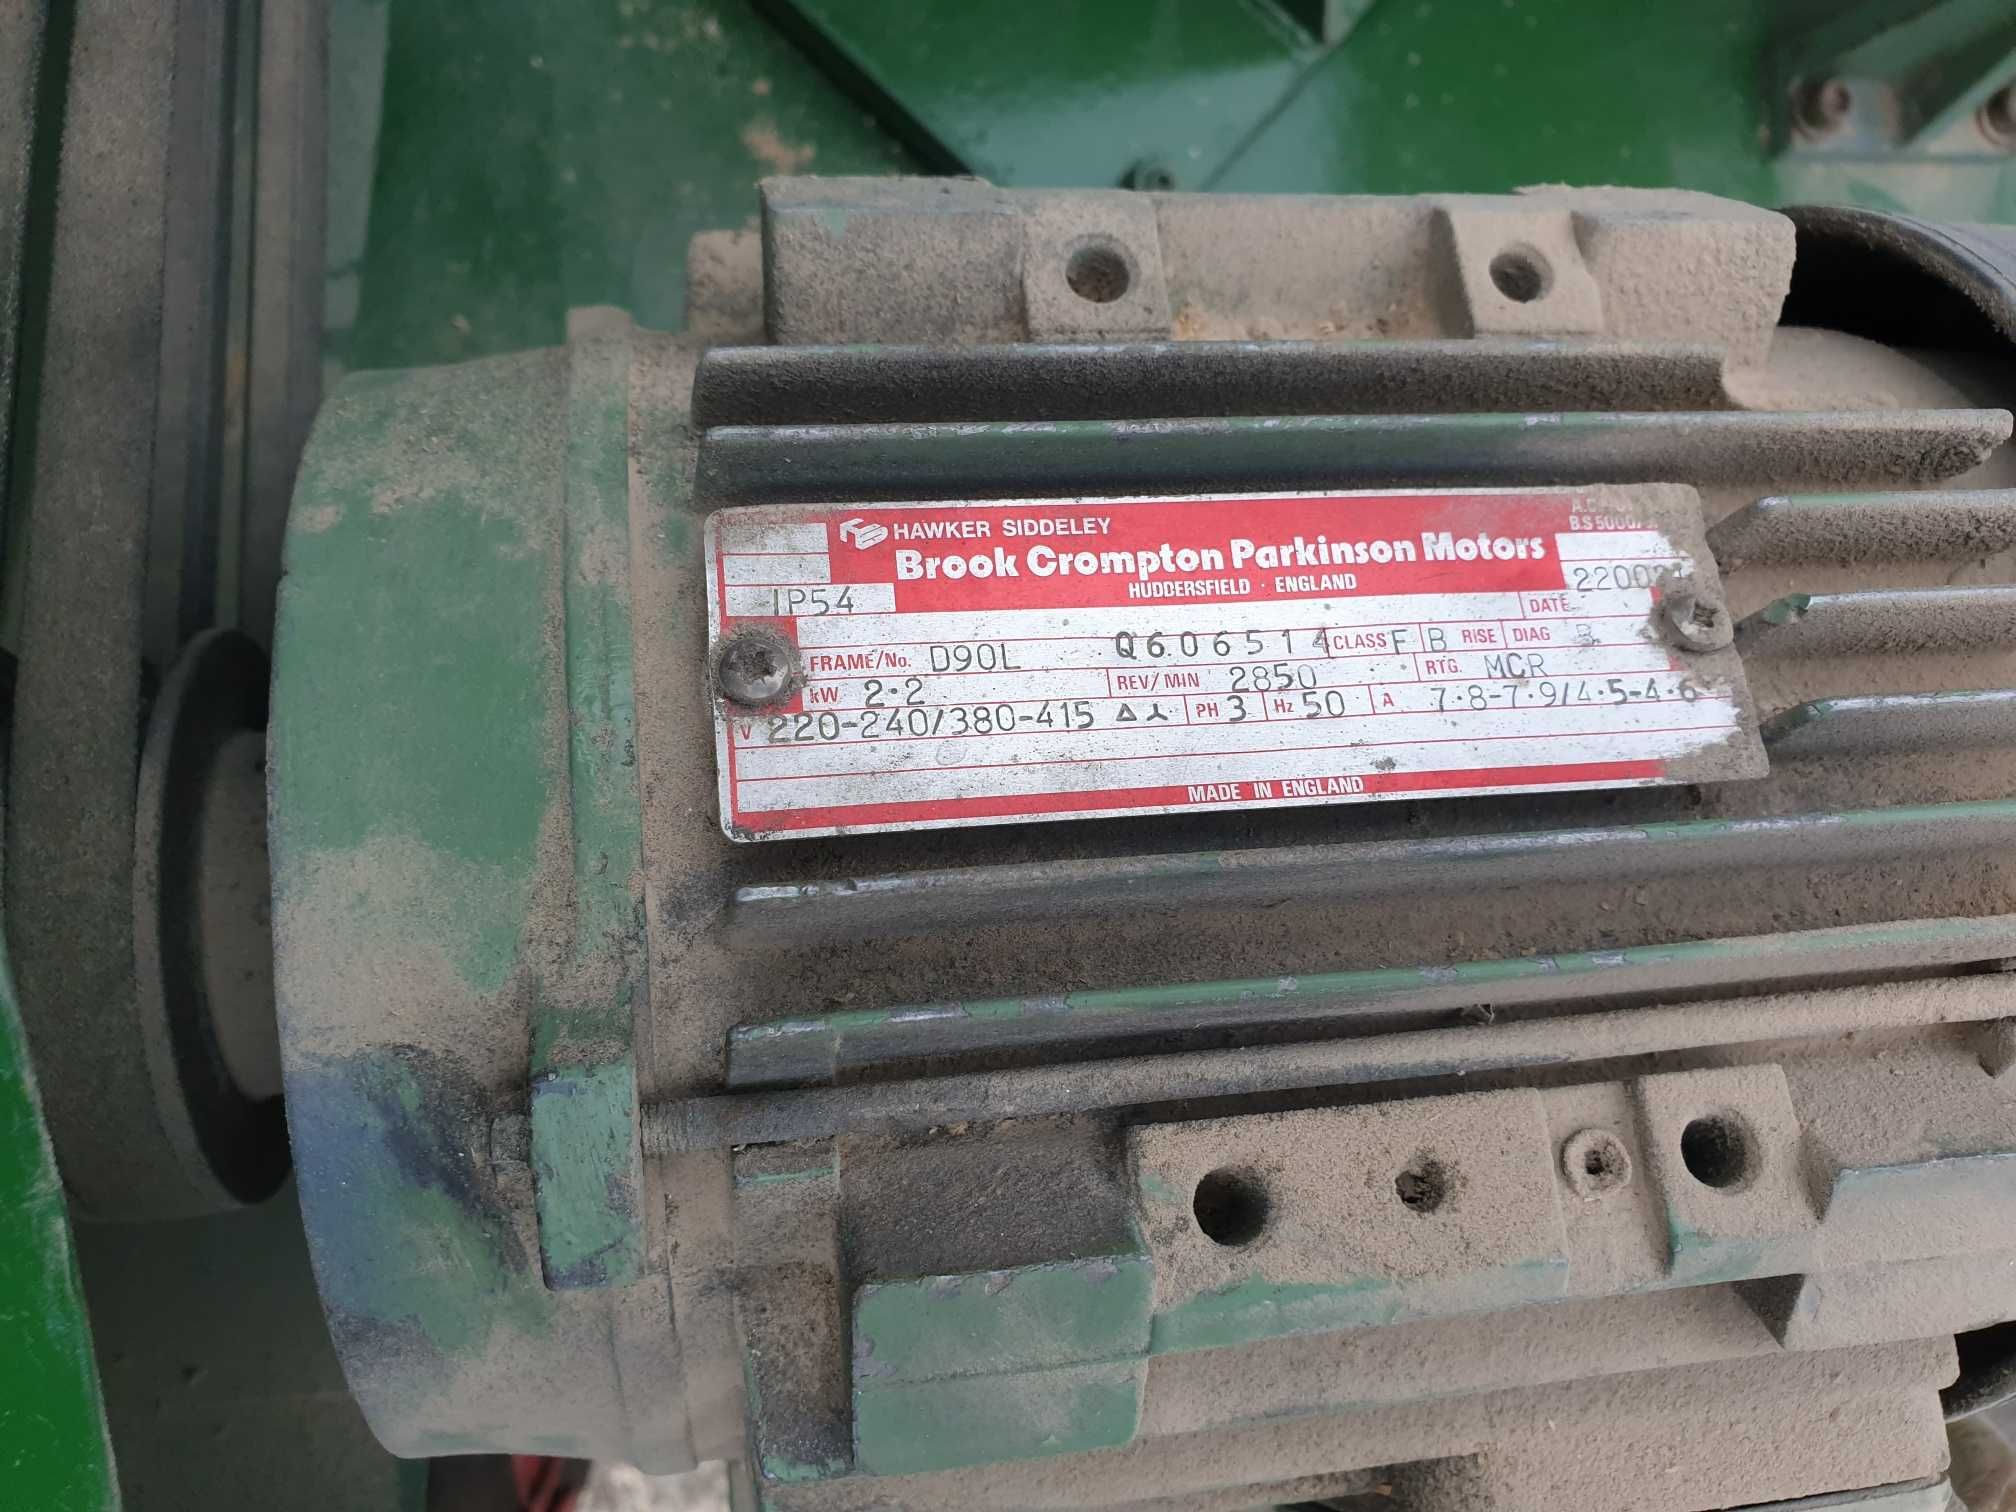 HAWKER SIDDELEY
Brook Crompton Parkinson Motors
HUDDERSFIELD · ENGLAND
IP54
DATE
FRAME/No. D90L Q606514 CLASS F B RISE DIAG
kW 2·2 REV/MIN 2850 RTG. MCR
V 220-240/380-415 Δ⅄ PH 3 Hz 50 A 7·8-7·9/4·5-4·6
MADE IN ENGLAND